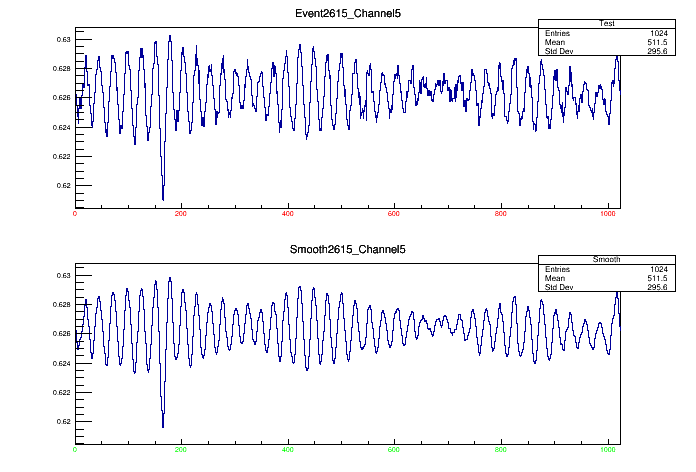 Event2615_Channel5
Test
Entries 1024
Mean 511.5
Std Dev 295.6
0.63
0.628
0.626
0.624
0.622
0.62
0 200 400 600 800 1000
Smooth2615_Channel5
Smooth
Entries 1024
Mean 511.5
Std Dev 295.6
0.63
0.628
0.626
0.624
0.622
0.62
0 200 400 600 800 1000